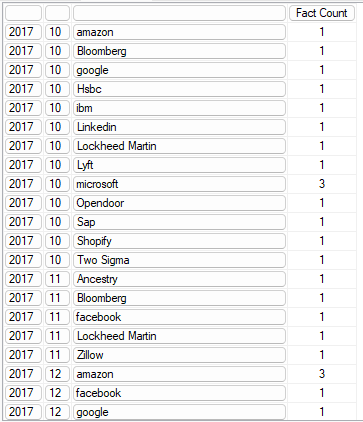 Fact Count
2017 10 amazon 1
2017 10 Bloomberg 1
2017 10 google 1
2017 10 Hsbc 1
2017 10 ibm 1
2017 10 Linkedin 1
2017 10 Lockheed Martin 1
2017 10 Lyft 1
2017 10 microsoft 3
2017 10 Opendoor 1
2017 10 Sap 1
2017 10 Shopify 1
2017 10 Two Sigma 1
2017 11 Ancestry 1
2017 11 Bloomberg 1
2017 11 facebook 1
2017 11 Lockheed Martin 1
2017 11 Zillow 1
2017 12 amazon 3
2017 12 facebook 1
2017 12 google 1